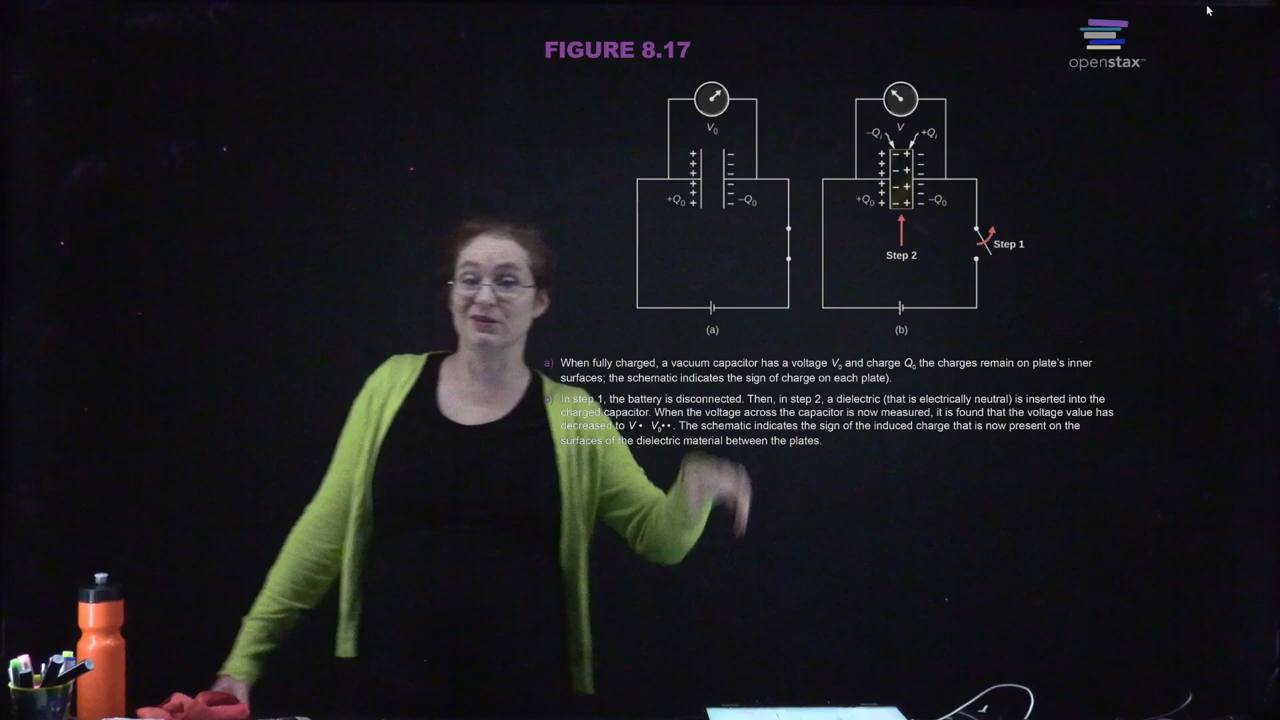 FIGURE 8.17
openstax™
V₀
V
−Qᵢ
+Qᵢ
+Q₀
−Q₀
+Q₀
−Q₀
Step 1
Step 2
(a)
(b)
a) When fully charged, a vacuum capacitor has a voltage V₀ and charge Q₀ the charges remain on plate's inner
surfaces; the schematic indicates the sign of charge on each plate).
b) In step 1, the battery is disconnected. Then, in step 2, a dielectric (that is electrically neutral) is inserted into the
charged capacitor. When the voltage across the capacitor is now measured, it is found that the voltage value has
decreased to V • V₀•• . The schematic indicates the sign of the induced charge that is now present on the
surfaces of the dielectric material between the plates.